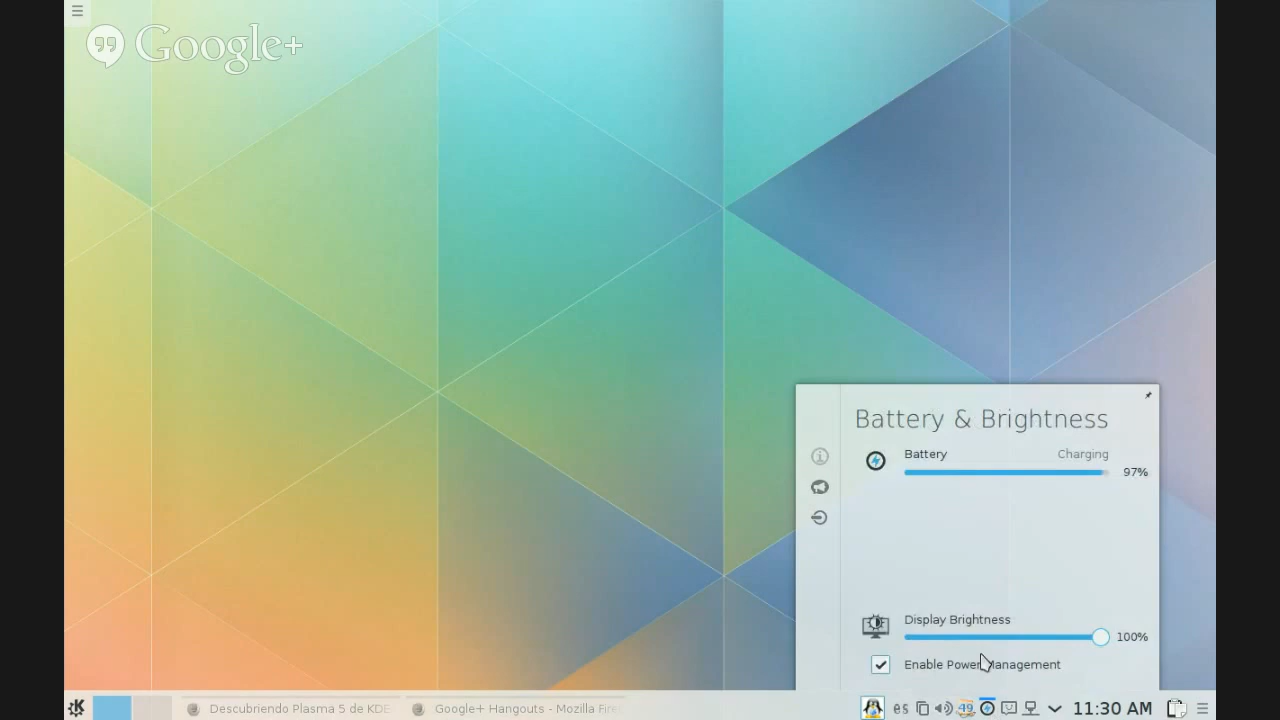 Google+
Battery & Brightness
Battery Charging
97%
Display Brightness
100%
Enable Power Management
Descubriendo Plasma 5 de KDE
Google+ Hangouts - Mozilla Fire
es
49
11:30 AM